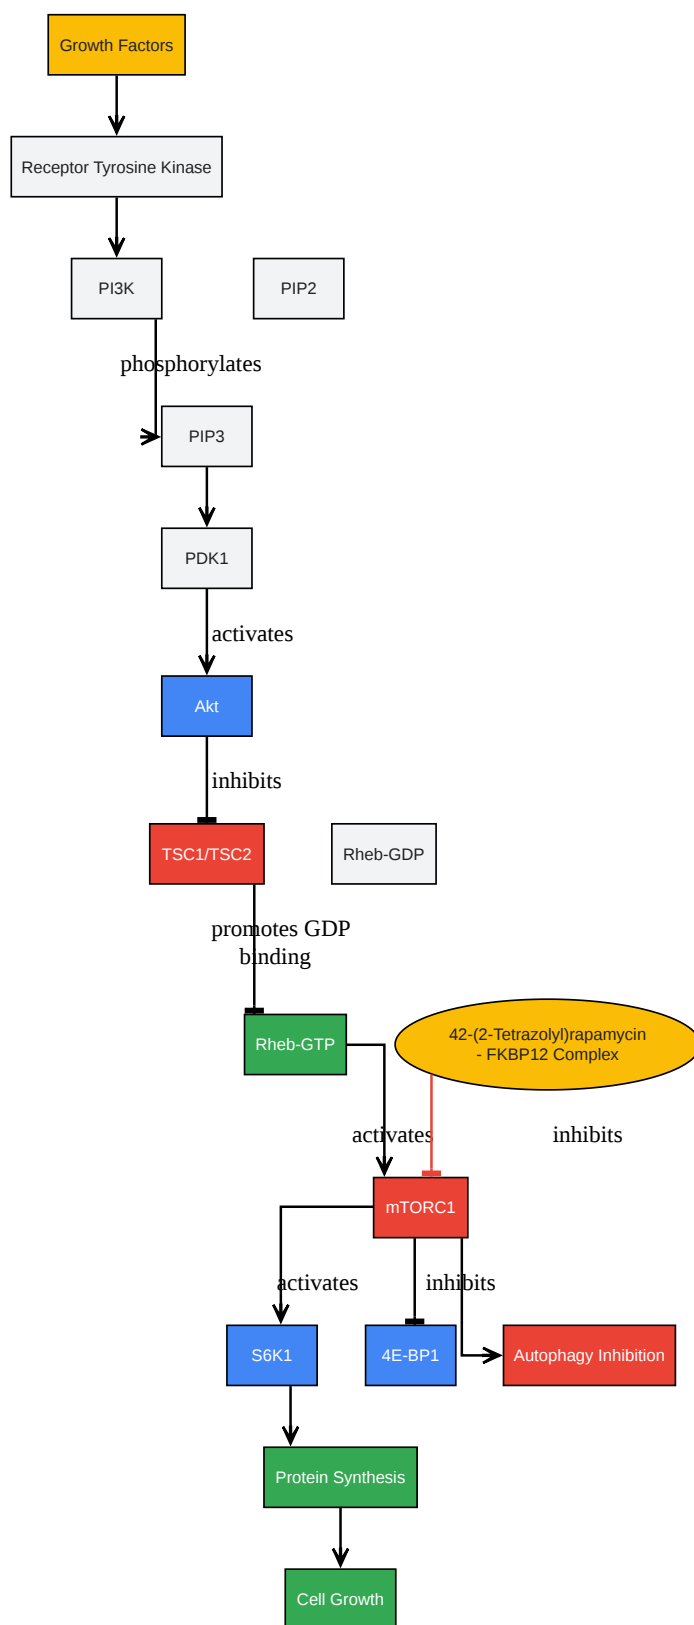 Growth Factors
Receptor Tyrosine Kinase
PI3K
PIP2
phosphorylates
PIP3
PDK1
activates
Akt
inhibits
TSC1/TSC2
Rheb-GDP
promotes GDP
binding
Rheb-GTP
42-(2-Tetrazolyl)rapamycin
- FKBP12 Complex
activates
inhibits
mTORC1
activates
inhibits
S6K1
4E-BP1
Autophagy Inhibition
Protein Synthesis
Cell Growth